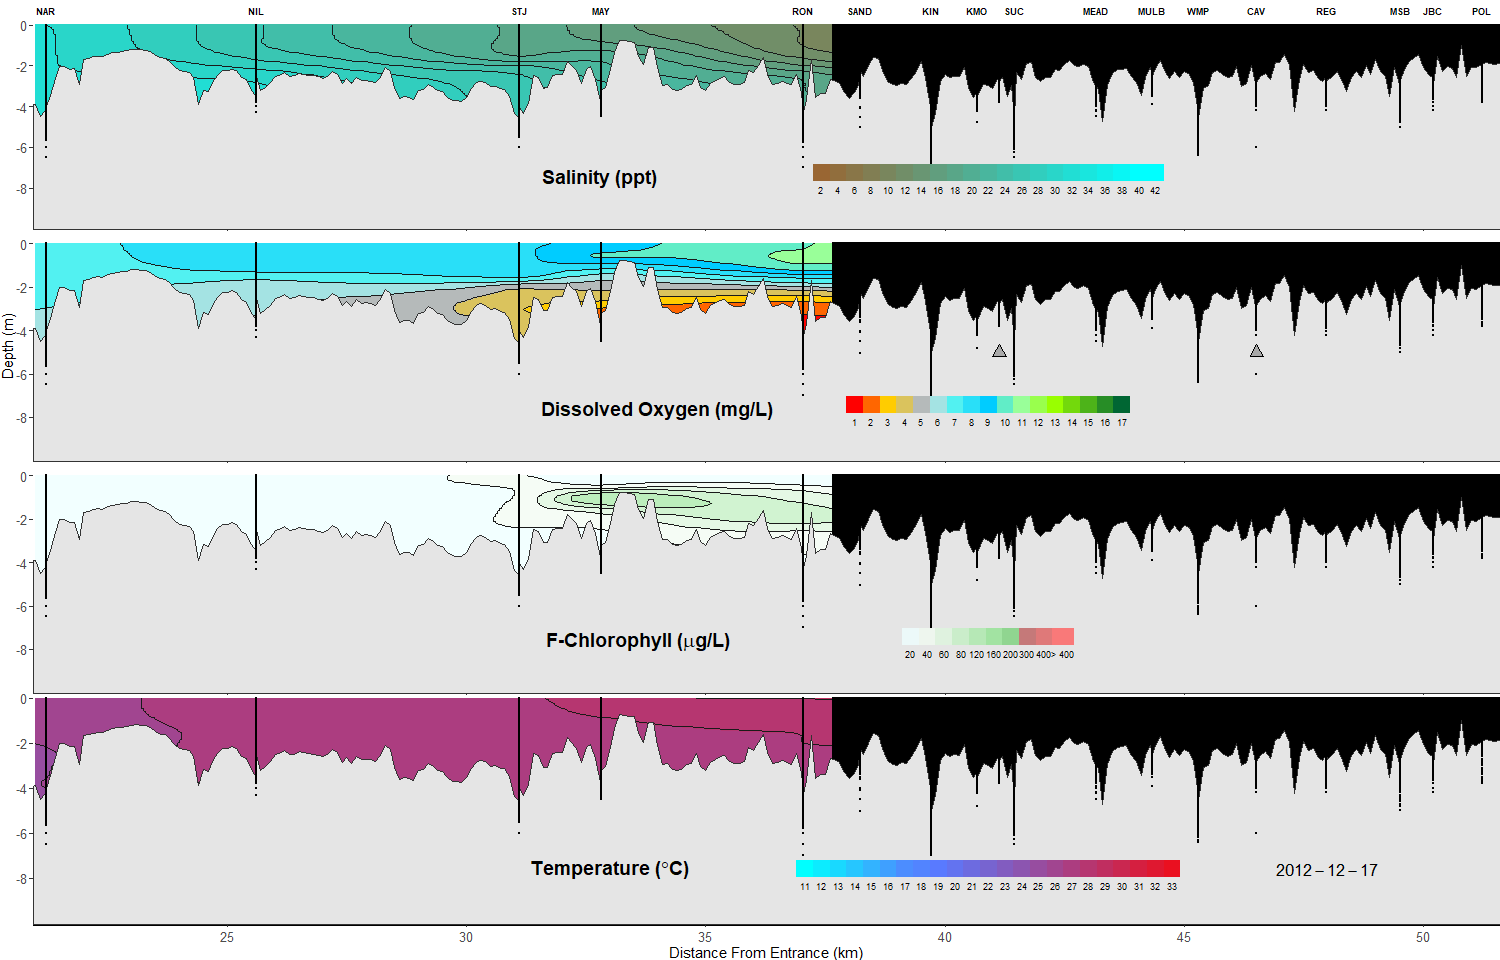 NAR NIL STJ MAY RON SAND KIN KMO SUC MEAD MULB WMP CAV REG MSB JBC POL
0
-2
-4
-6
-8
Salinity (ppt)
2 4 6 8 10 12 14 16 18 20 22 24 26 28 30 32 34 36 38 40 42
0
-2
-4
-6
-8
Depth (m)
Dissolved Oxygen (mg/L)
1 2 3 4 5 6 7 8 9 10 11 12 13 14 15 16 17
0
-2
-4
-6
-8
F-Chlorophyll (μg/L)
20 40 60 80 120 160 200 300 400> 400
0
-2
-4
-6
-8
Temperature (°C)
11 12 13 14 15 16 17 18 19 20 21 22 23 24 25 26 27 28 29 30 31 32 33
2012 – 12 – 17
25 30 35 40 45 50
Distance From Entrance (km)